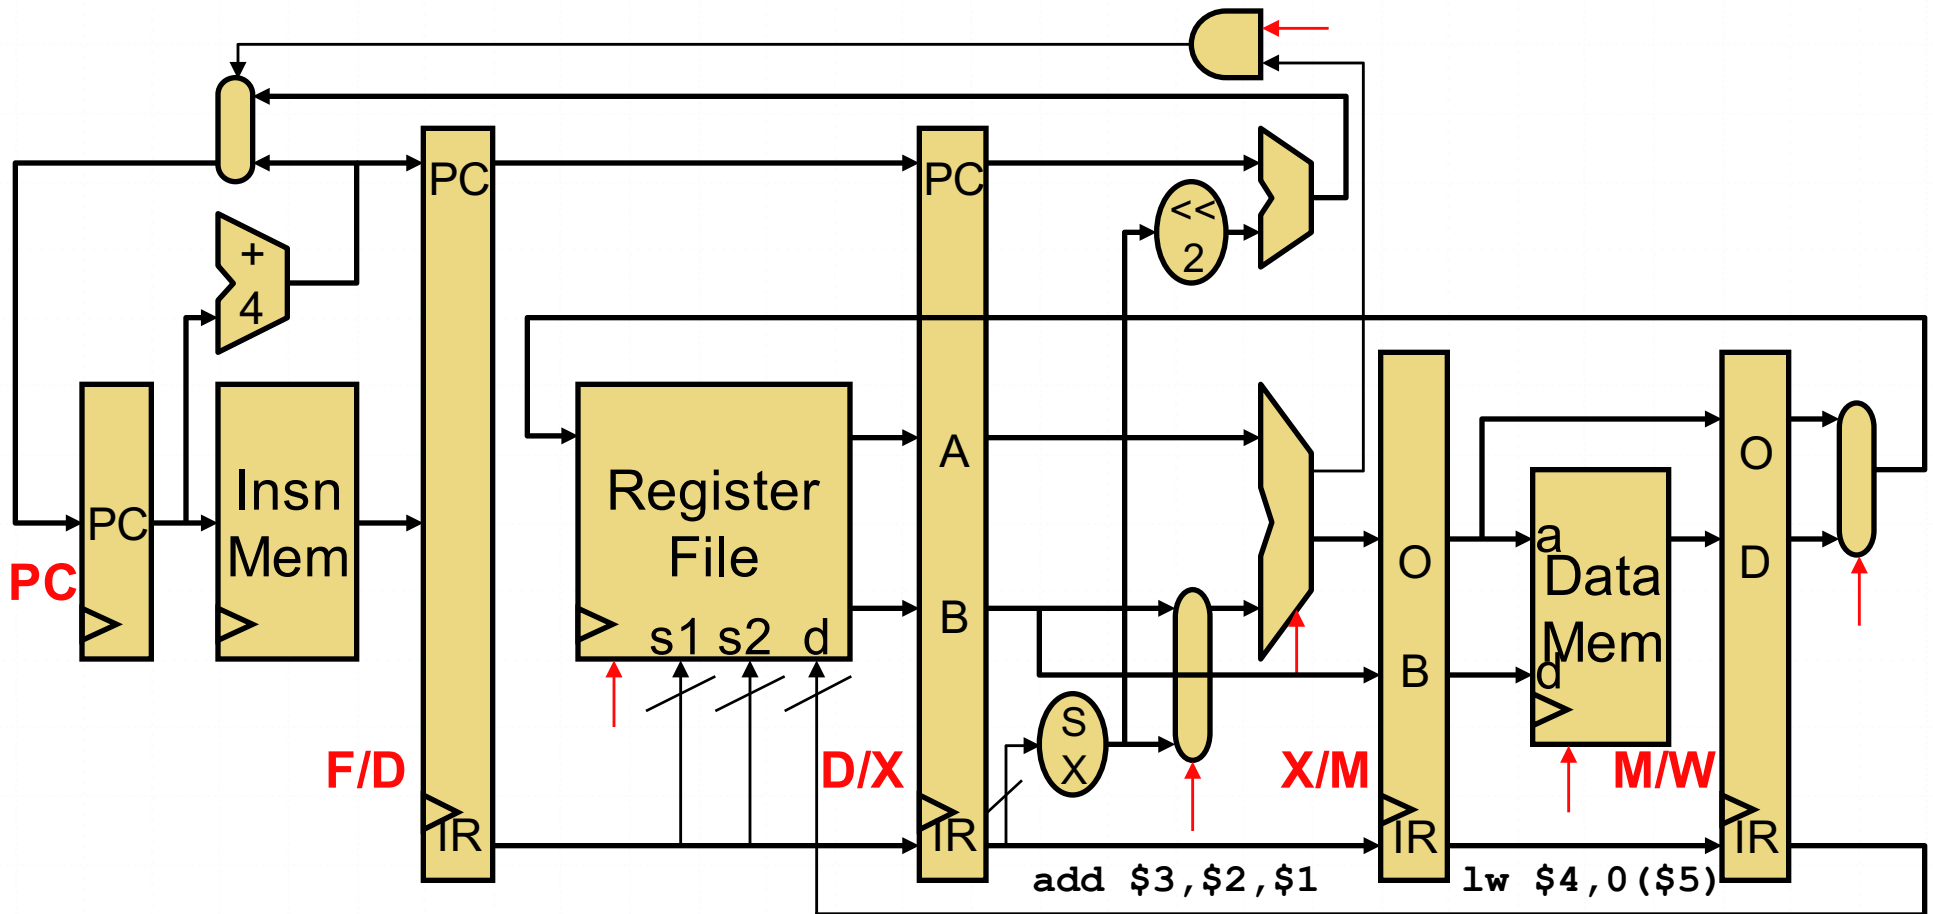 PC
PC
<<
2
+
4
Insn
Mem
Register
File
s1 s2 d
PC
PC
A
B
O
B
a
Data
Mem
d
O
D
S
X
F/D
D/X
X/M
M/W
IR
IR
IR
IR
add $3,$2,$1
lw $4,0($5)